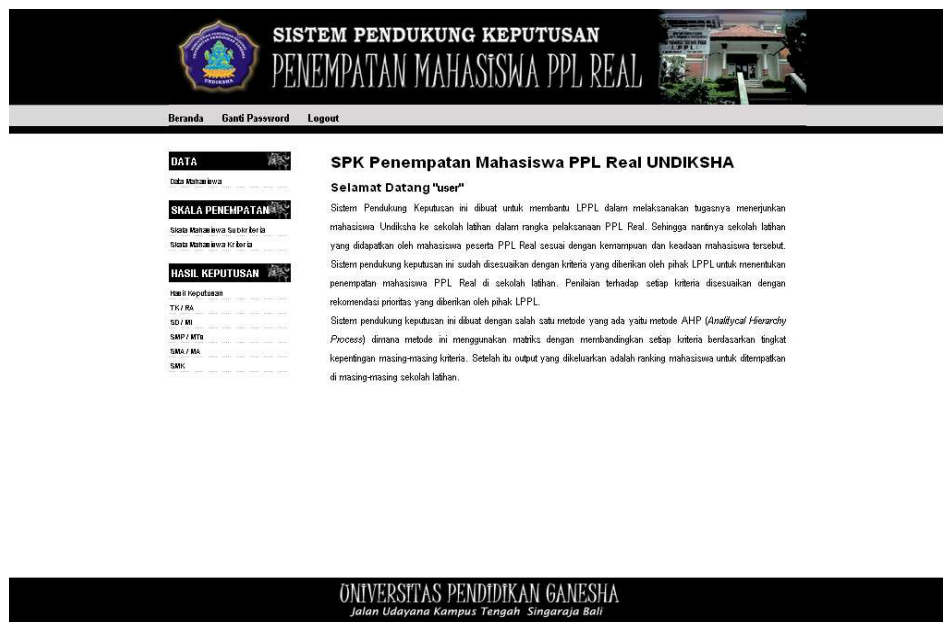 SISTEM PENDUKUNG KEPUTUSAN
PENEMPATAN MAHASISWA PPL REAL
Beranda Ganti Password Logout
DATA
Data Mahasiswa
SKALA PENEMPATAN
Skala Mahasiswa Subkriteria
Skala Mahasiswa Kriteria
HASIL KEPUTUSAN
Hasil Keputusan
TK / RA
SD / MI
SMP / MTs
SMA / MA
SMK
SPK Penempatan Mahasiswa PPL Real UNDIKSHA
Selamat Datang "user"
Sistem Pendukung Keputusan ini dibuat untuk membantu LPPL dalam melaksanakan tugasnya menerjunkan
mahasiswa Undiksha ke sekolah latihan dalam rangka pelaksanaan PPL Real. Sehingga nantinya sekolah latihan
yang didapatkan oleh mahasiswa peserta PPL Real sesuai dengan kemampuan dan keadaan mahasiswa tersebut.
Sistem pendukung keputusan ini sudah disesuaikan dengan kriteria yang diberikan oleh pihak LPPL untuk menentukan
penempatan mahasiswa PPL Real di sekolah latihan. Penilaian terhadap setiap kriteria disesuaikan dengan
rekomendasi prioritas yang diberikan oleh pihak LPPL.
Sistem pendukung keputusan ini dibuat dengan salah satu metode yang ada yaitu metode AHP (Analitycal Hierarchy
Process) dimana metode ini menggunakan matriks dengan membandingkan setiap kriteria berdasarkan tingkat
kepentingan masing-masing kriteria. Setelah itu output yang dikeluarkan adalah ranking mahasiswa untuk ditempatkan
di masing-masing sekolah latihan.
UNIVERSITAS PENDIDIKAN GANESHA
Jalan Udayana Kampus Tengah Singaraja Bali